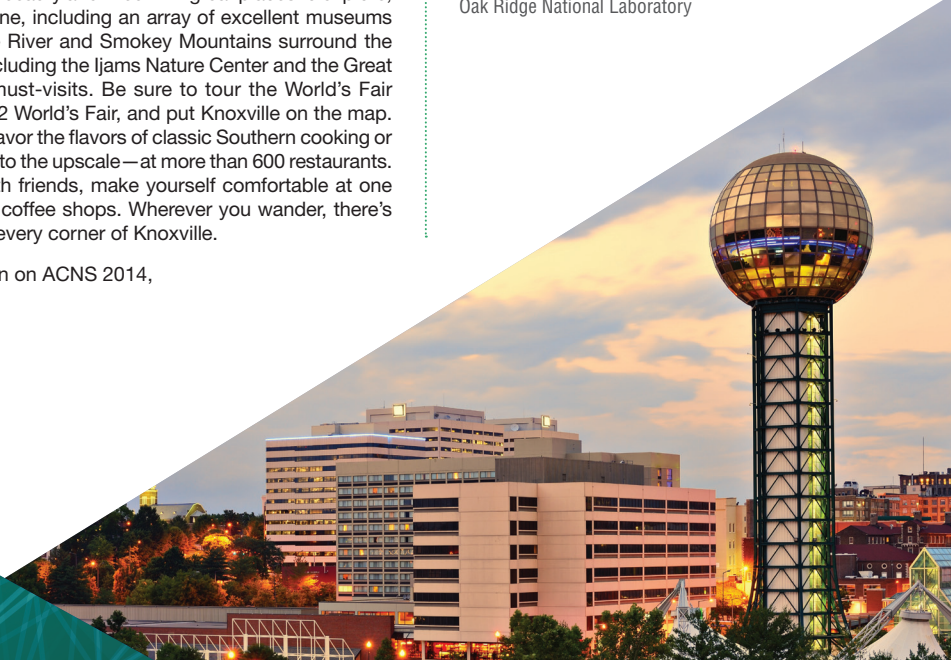 ne, including an array of excellent museums
River and Smokey Mountains surround the
cluding the Ijams Nature Center and the Great
must-visits. Be sure to tour the World’s Fair
2 World’s Fair, and put Knoxville on the map.
avor the flavors of classic Southern cooking or
to the upscale—at more than 600 restaurants.
th friends, make yourself comfortable at one
coffee shops. Wherever you wander, there’s
every corner of Knoxville.
n on ACNS 2014,
Oak Ridge National Laboratory